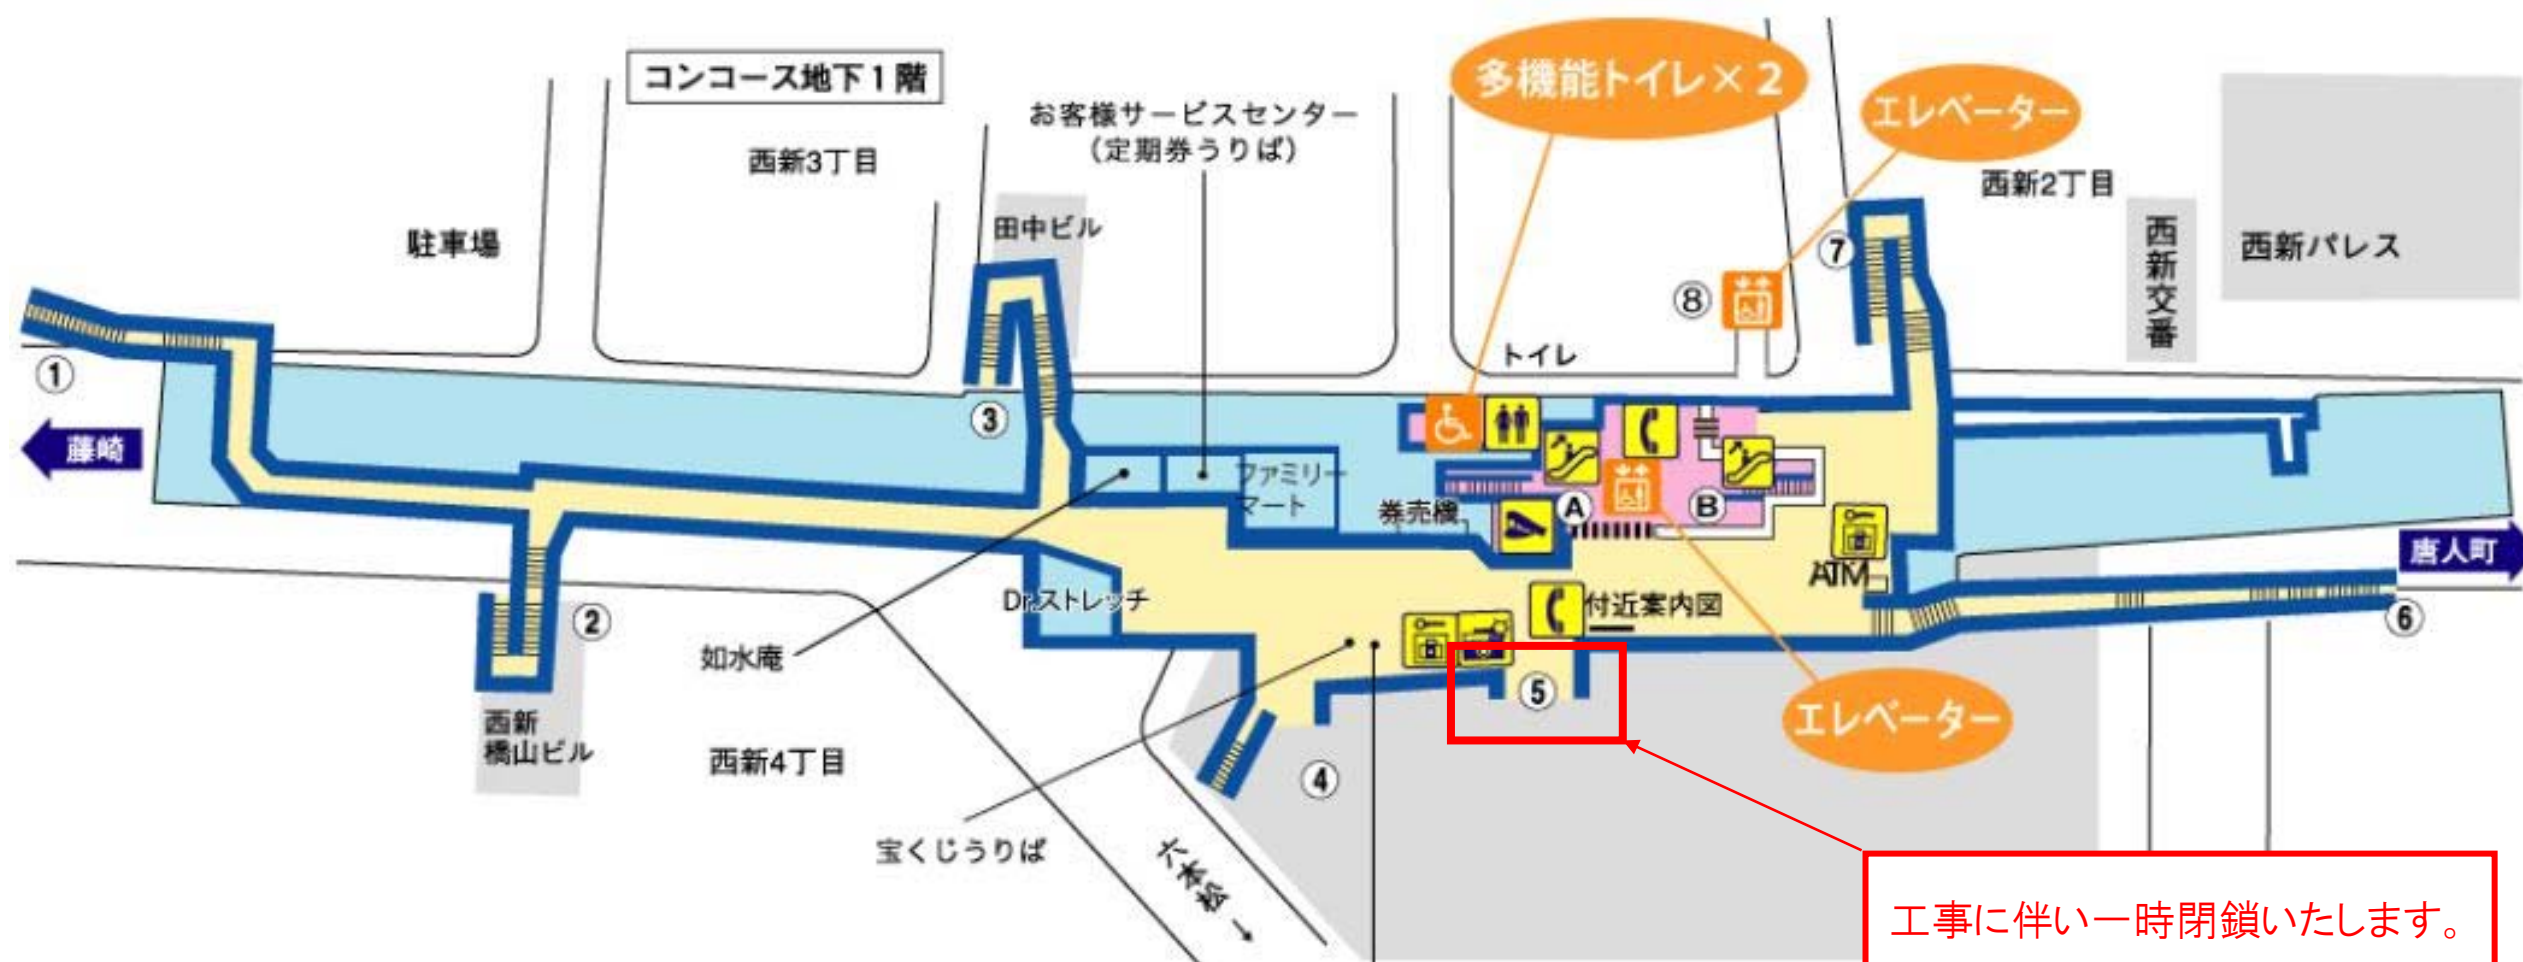 コンコース地下1階
多機能トイレ×2
エレベーター
お客様サービスセンター
(定期券うりば)
西新3丁目
西新2丁目
駐車場
田中ビル
西新交番
西新パレス
⑦
⑧
トイレ
①
③
藤崎
ファミリー
マート
券売機
A
B
ATM
唐人町
Dr.ストレッチ
付近案内図
②
⑥
如水庵
⑤
エレベーター
西新
橋山ビル
西新4丁目
④
宝くじうりば
六本松→
工事に伴い一時閉鎖いたします。